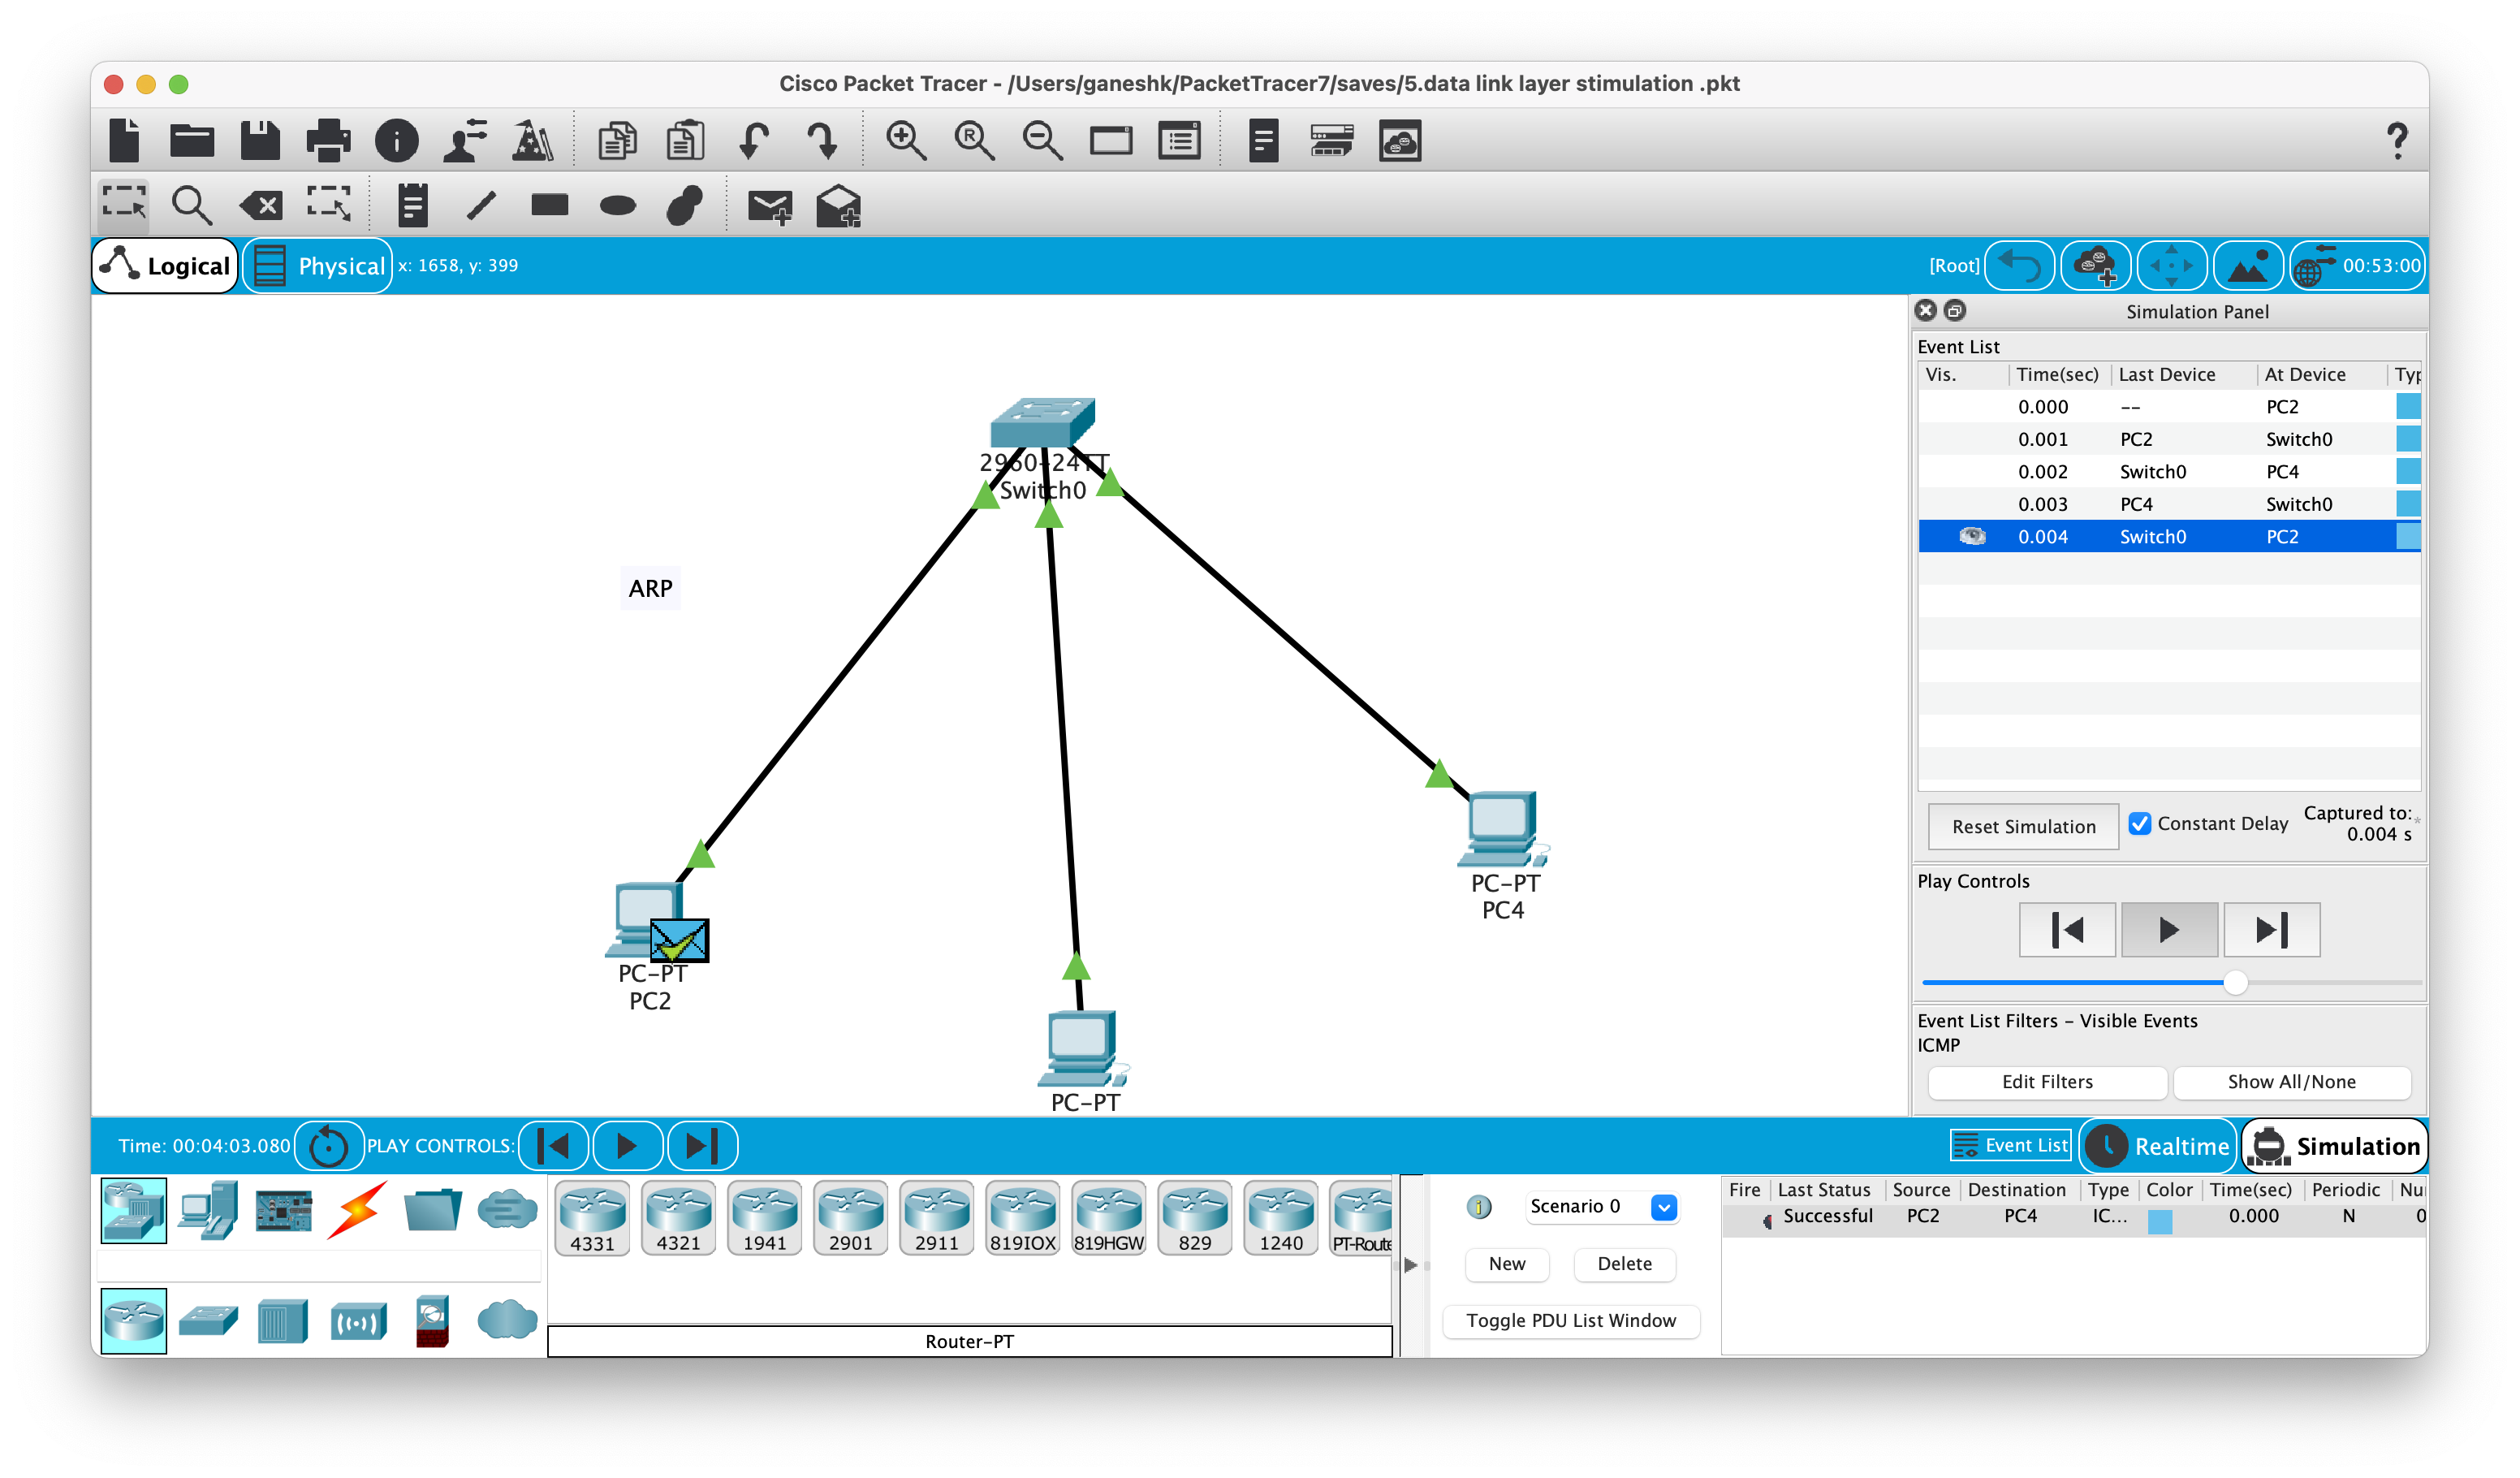 Cisco Packet Tracer - /Users/ganeshk/PacketTracer7/saves/5.data link layer stimulation .pkt
Logical
Physical
x: 1658, y: 399
[Root]
00:53:00
Simulation Panel
Event List
Vis. Time(sec) Last Device At Device Typ
0.000 -- PC2
0.001 PC2 Switch0
0.002 Switch0 PC4
0.003 PC4 Switch0
0.004 Switch0 PC2
2960-24TT
Switch0
ARP
PC-PT
PC4
PC-PT
PC2
PC-PT
Reset Simulation
Constant Delay
Captured to:*
0.004 s
Play Controls
Event List Filters - Visible Events
ICMP
Edit Filters
Show All/None
Time: 00:04:03.080
PLAY CONTROLS:
Event List
Realtime
Simulation
4331
4321
1941
2901
2911
819IOX
819HGW
829
1240
PT-Route
Router-PT
Scenario 0
New
Delete
Toggle PDU List Window
Fire Last Status Source Destination Type Color Time(sec) Periodic Nu
Successful PC2 PC4 IC... 0.000 N 0